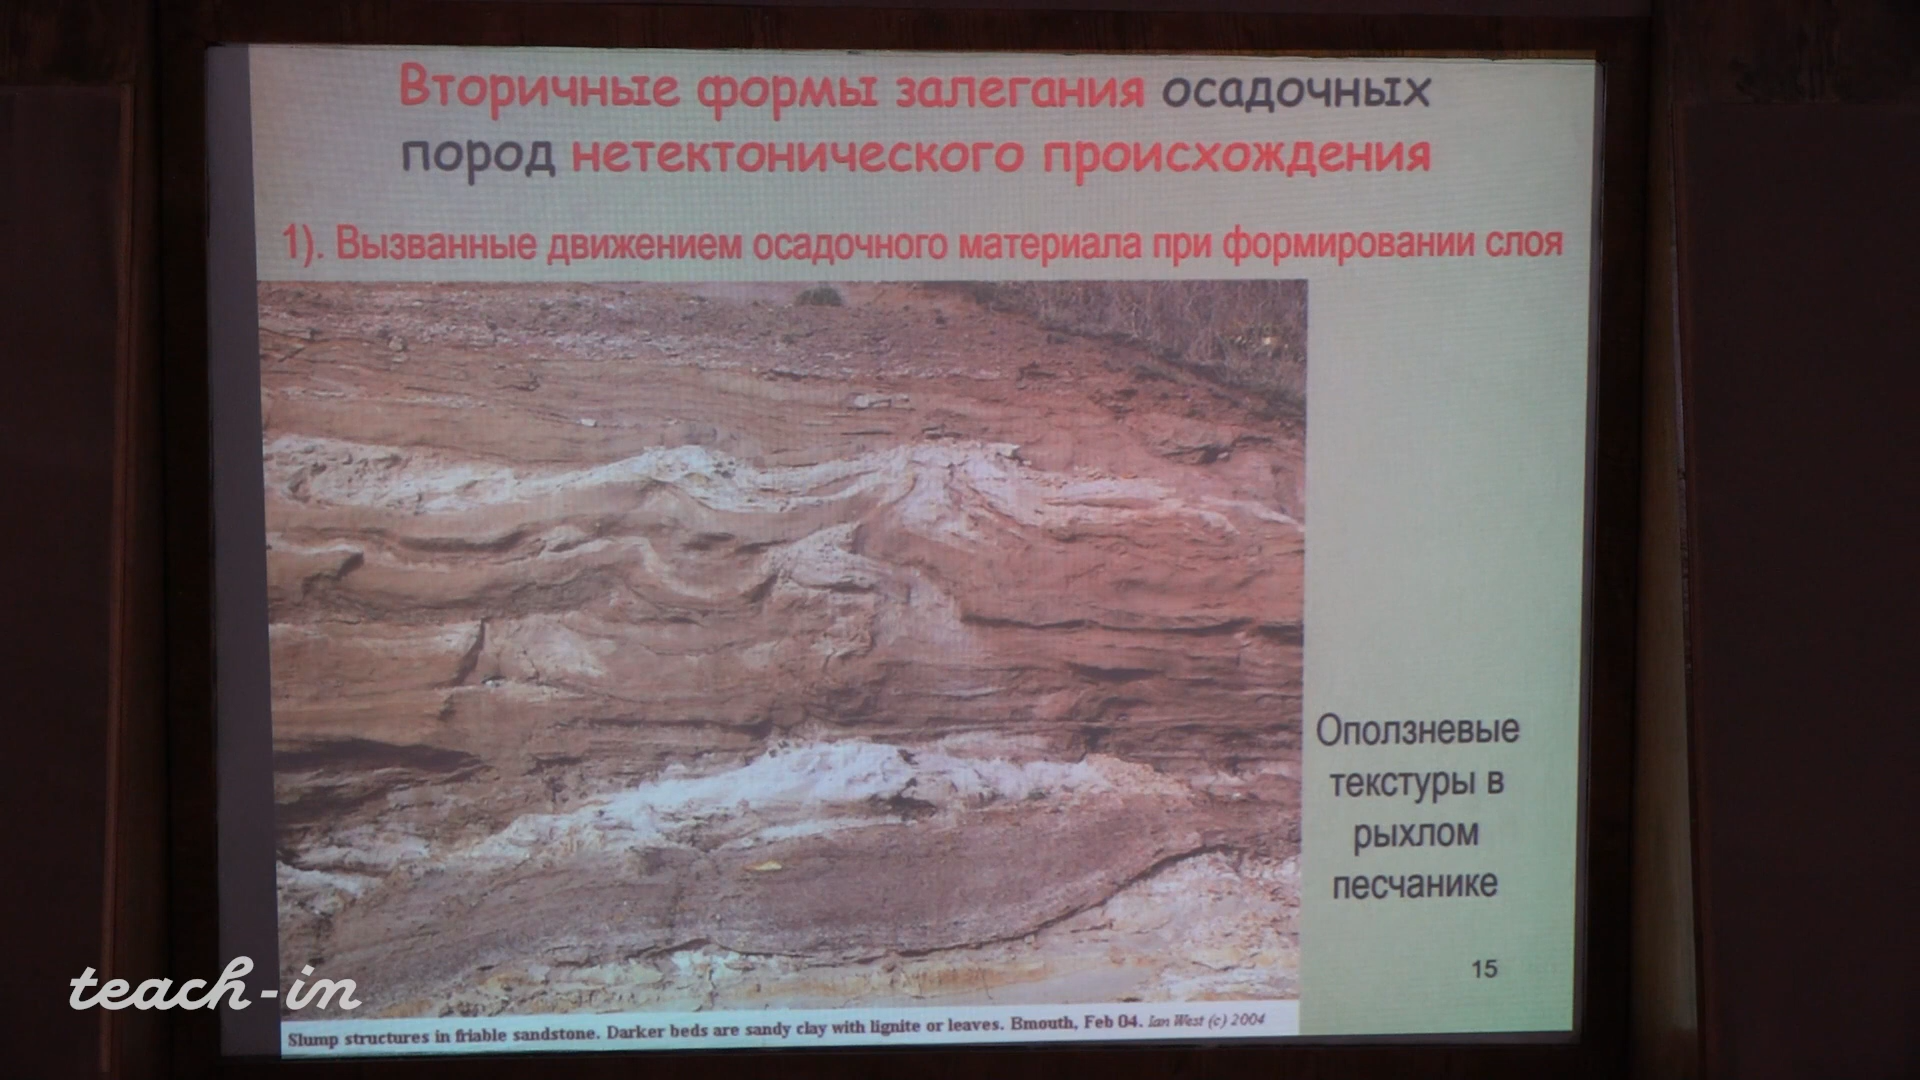 Вторичные формы залегания осадочных
пород нетектонического происхождения
1). Вызванные движением осадочного материала при формировании слоя
Оползневые
текстуры в
рыхлом
песчанике
15
Slump structures in friable sandstone. Darker beds are sandy clay with lignite or leaves. Bmouth, Feb 04. Ian West (c) 2004
teach-in